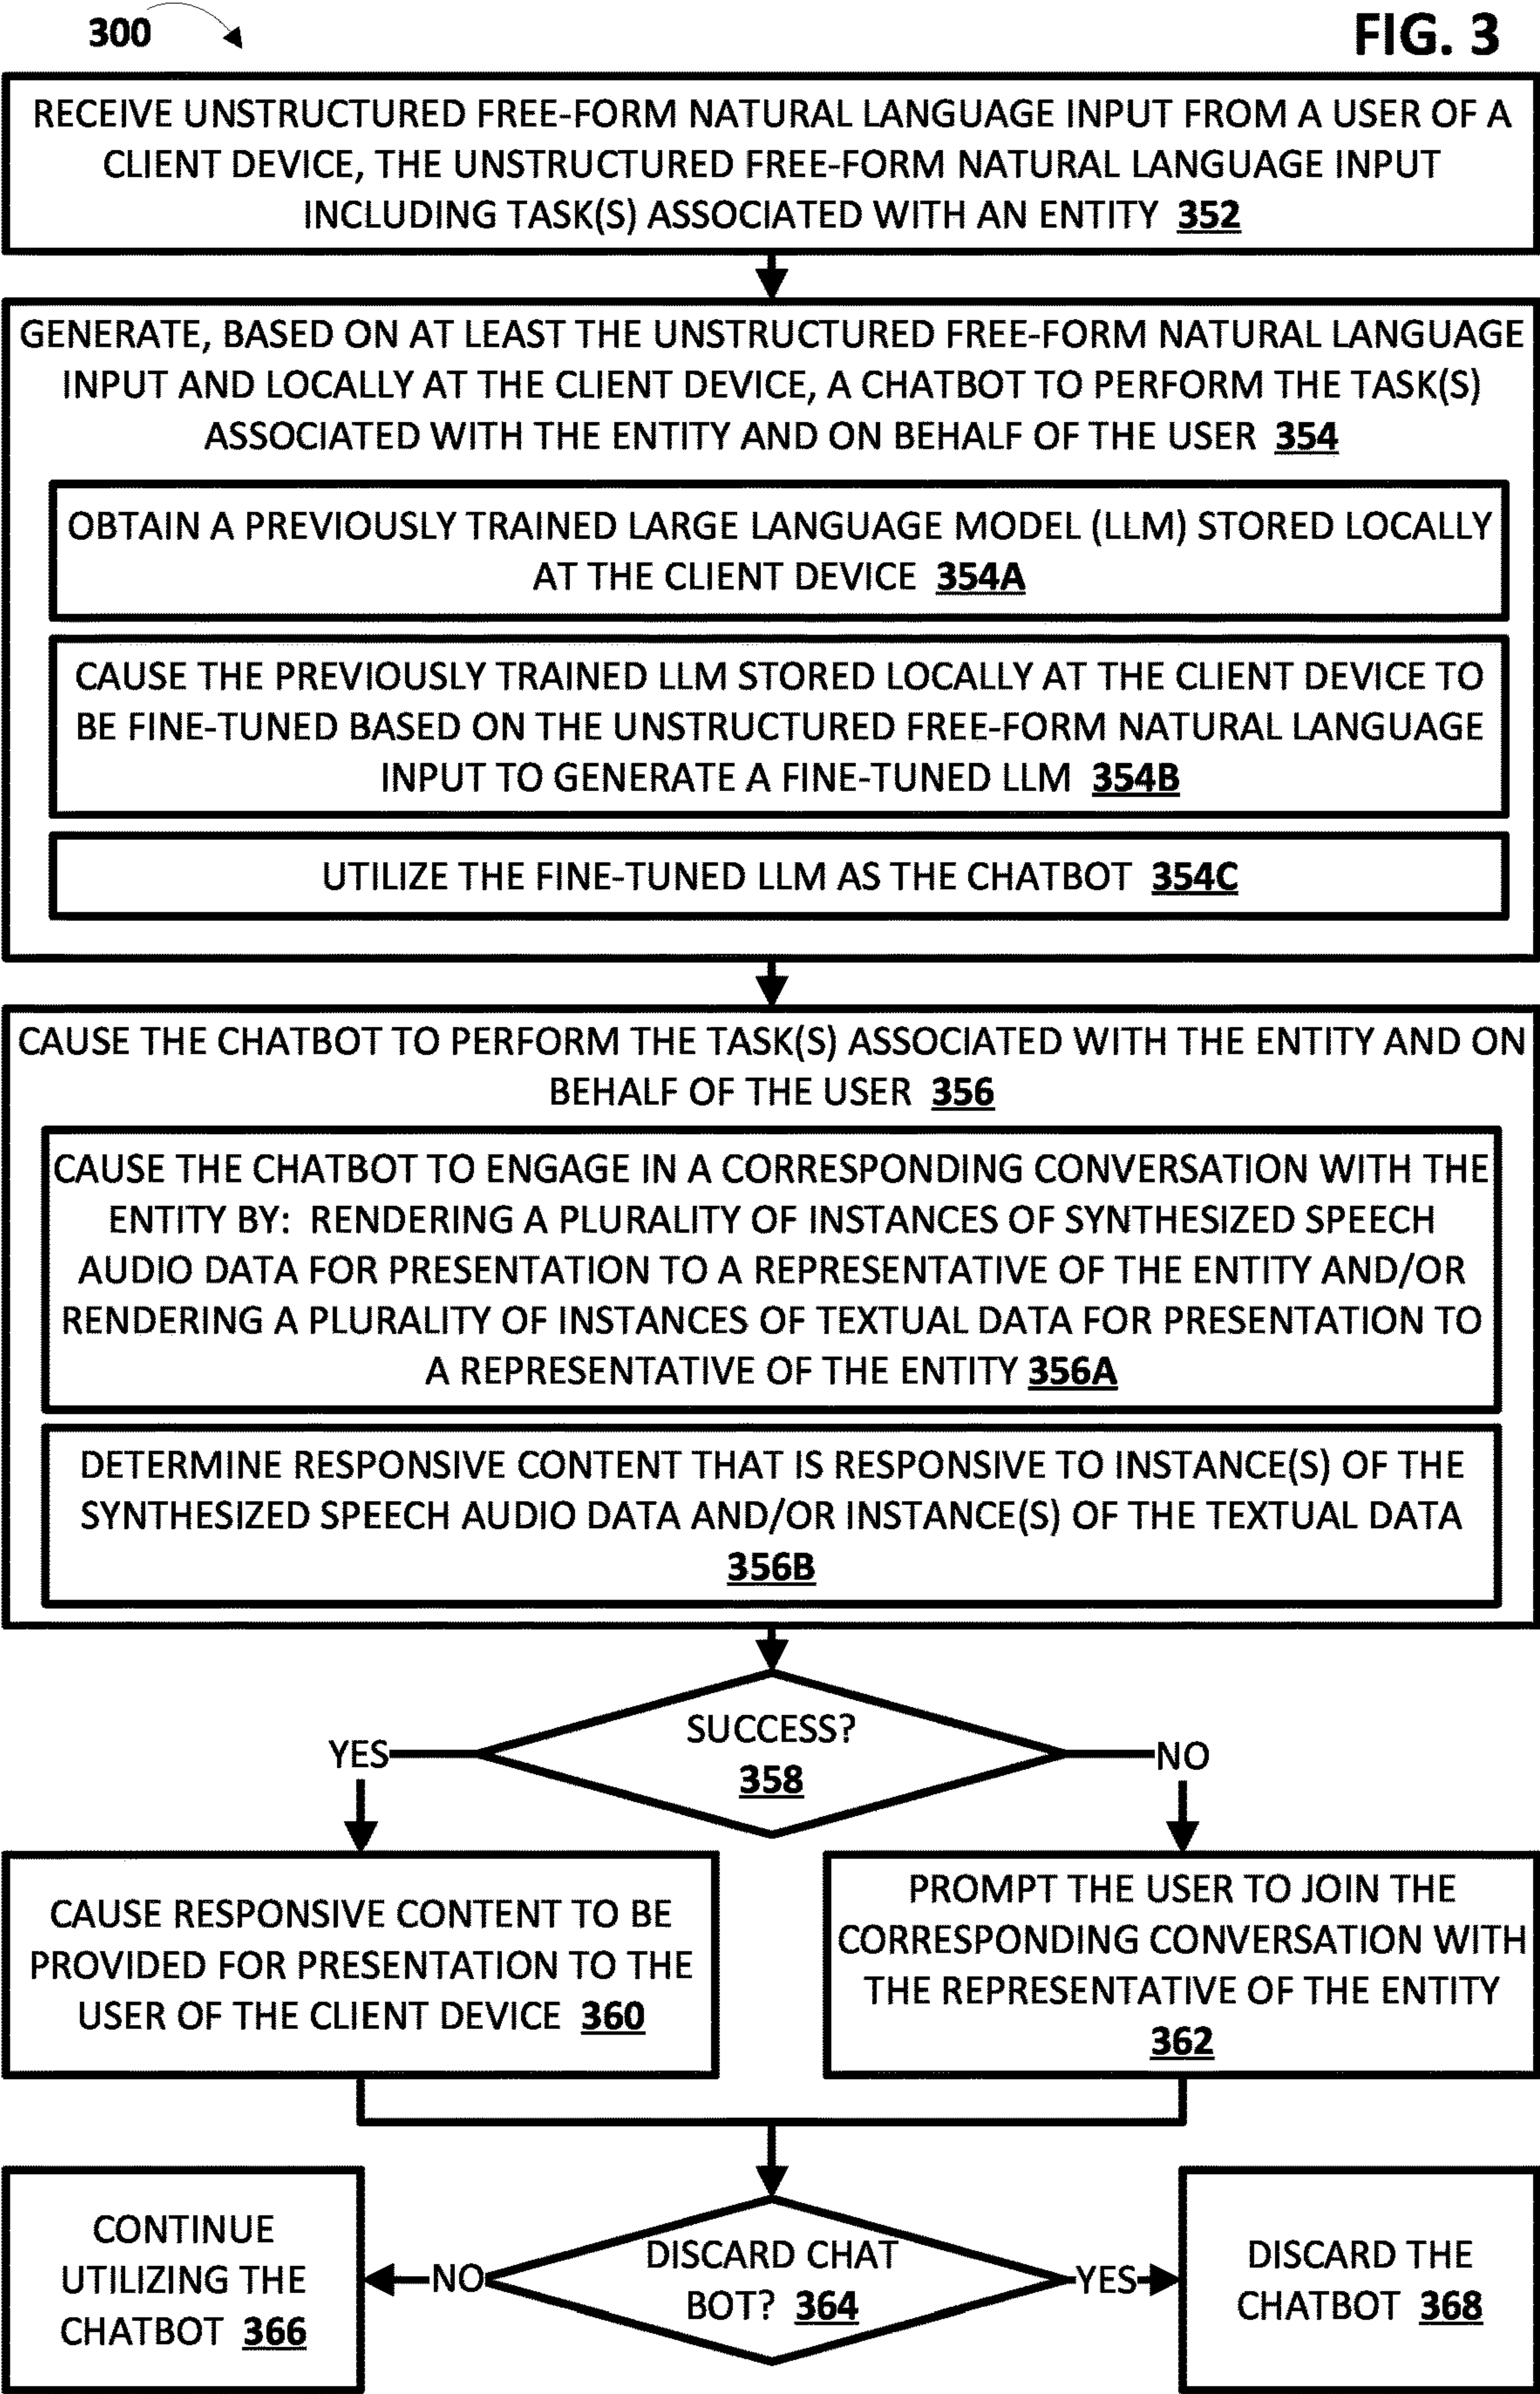 300
FIG. 3
RECEIVE UNSTRUCTURED FREE-FORM NATURAL LANGUAGE INPUT FROM A USER OF A
CLIENT DEVICE, THE UNSTRUCTURED FREE-FORM NATURAL LANGUAGE INPUT
INCLUDING TASK(S) ASSOCIATED WITH AN ENTITY 352
GENERATE, BASED ON AT LEAST THE UNSTRUCTURED FREE-FORM NATURAL LANGUAGE
INPUT AND LOCALLY AT THE CLIENT DEVICE, A CHATBOT TO PERFORM THE TASK(S)
ASSOCIATED WITH THE ENTITY AND ON BEHALF OF THE USER 354
OBTAIN A PREVIOUSLY TRAINED LARGE LANGUAGE MODEL (LLM) STORED LOCALLY
AT THE CLIENT DEVICE 354A
CAUSE THE PREVIOUSLY TRAINED LLM STORED LOCALLY AT THE CLIENT DEVICE TO
BE FINE-TUNED BASED ON THE UNSTRUCTURED FREE-FORM NATURAL LANGUAGE
INPUT TO GENERATE A FINE-TUNED LLM 354B
UTILIZE THE FINE-TUNED LLM AS THE CHATBOT 354C
CAUSE THE CHATBOT TO PERFORM THE TASK(S) ASSOCIATED WITH THE ENTITY AND ON
BEHALF OF THE USER 356
CAUSE THE CHATBOT TO ENGAGE IN A CORRESPONDING CONVERSATION WITH THE
ENTITY BY: RENDERING A PLURALITY OF INSTANCES OF SYNTHESIZED SPEECH
AUDIO DATA FOR PRESENTATION TO A REPRESENTATIVE OF THE ENTITY AND/OR
RENDERING A PLURALITY OF INSTANCES OF TEXTUAL DATA FOR PRESENTATION TO
A REPRESENTATIVE OF THE ENTITY 356A
DETERMINE RESPONSIVE CONTENT THAT IS RESPONSIVE TO INSTANCE(S) OF THE
SYNTHESIZED SPEECH AUDIO DATA AND/OR INSTANCE(S) OF THE TEXTUAL DATA
356B
SUCCESS?
358
YES
NO
CAUSE RESPONSIVE CONTENT TO BE
PROVIDED FOR PRESENTATION TO THE
USER OF THE CLIENT DEVICE 360
PROMPT THE USER TO JOIN THE
CORRESPONDING CONVERSATION WITH
THE REPRESENTATIVE OF THE ENTITY
362
CONTINUE
UTILIZING THE
CHATBOT 366
NO
DISCARD CHAT
BOT? 364
YES
DISCARD THE
CHATBOT 368